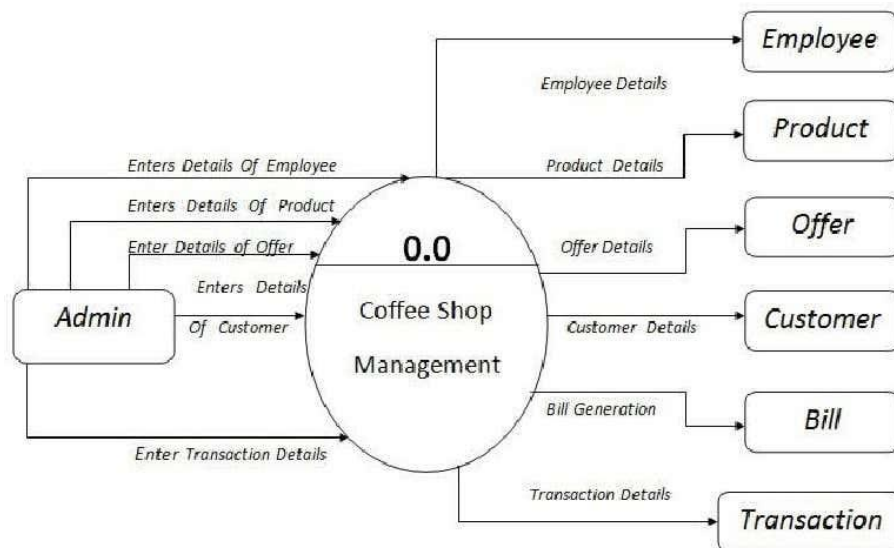 Employee
Employee Details
Product
Enters Details Of Employee
Product Details
Enters Details Of Product
Offer
0.0
Enter Details of Offer
Offer Details
Enters Details
Of Customer
Admin
Coffee Shop
Management
Customer Details
Customer
Bill Generation
Bill
Enter Transaction Details
Transaction Details
Transaction